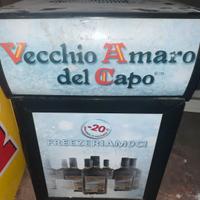 Vecchio Amaro
del Capo
-20°
FREEZERIAMOCI